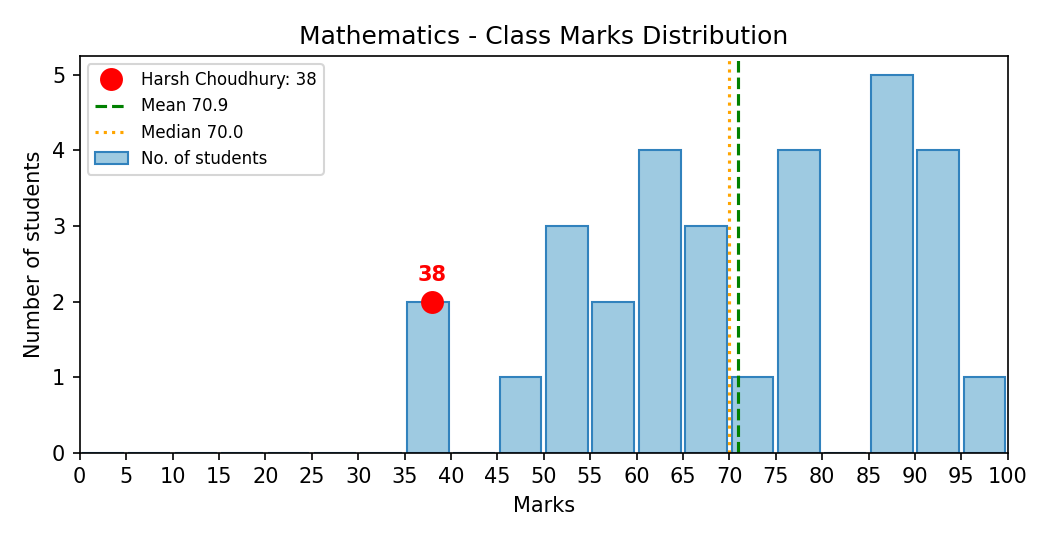 Mathematics - Class Marks Distribution
Harsh Choudhury: 38
Mean 70.9
Median 70.0
No. of students
Number of students
5
4
3
2
1
0
38
0 5 10 15 20 25 30 35 40 45 50 55 60 65 70 75 80 85 90 95 100
Marks